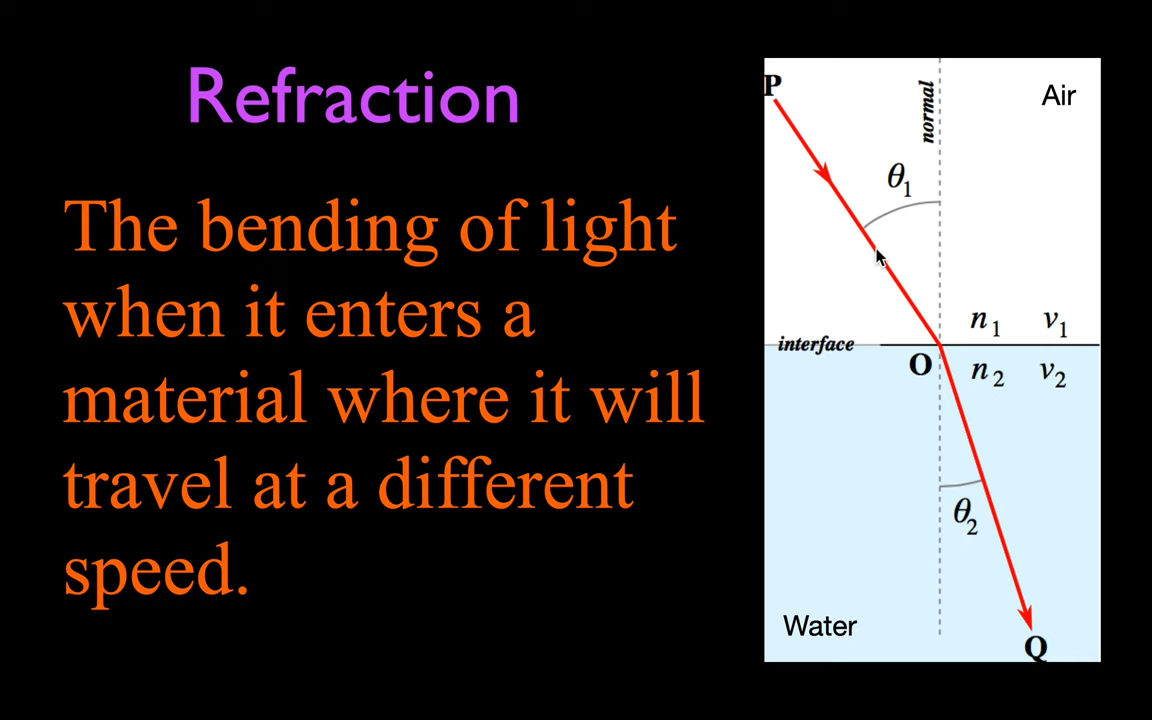 Refraction
The bending of light
when it enters a
material where it will
travel at a different
speed.
P
normal
Air
θ1
n1 v1
interface
O
n2 v2
θ2
Water
Q